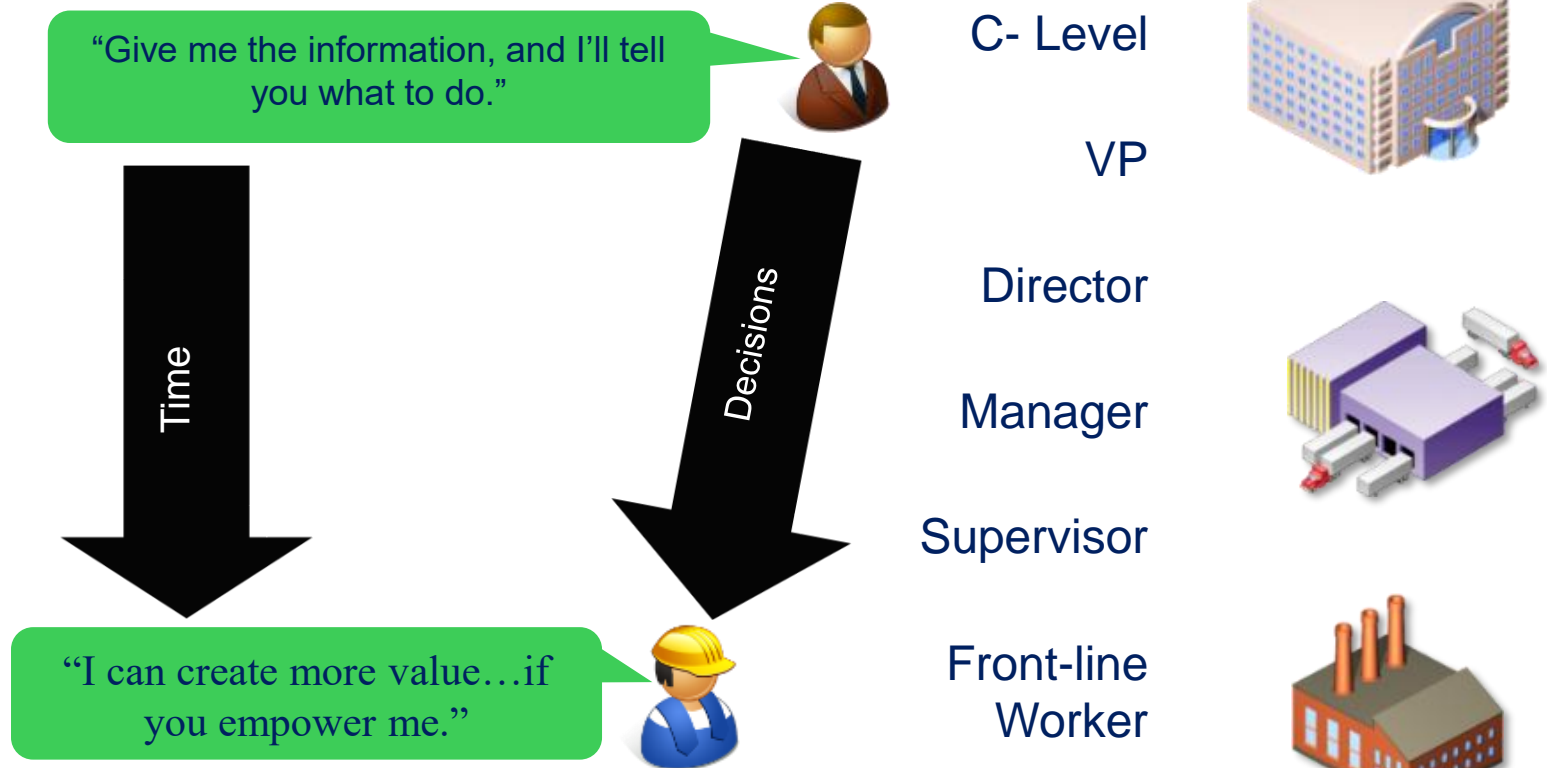 “Give me the information, and I’ll tell
you what to do.”
C- Level
VP
Director
Manager
Supervisor
Front-line
Worker
Time
Decisions
“I can create more value…if
you empower me.”